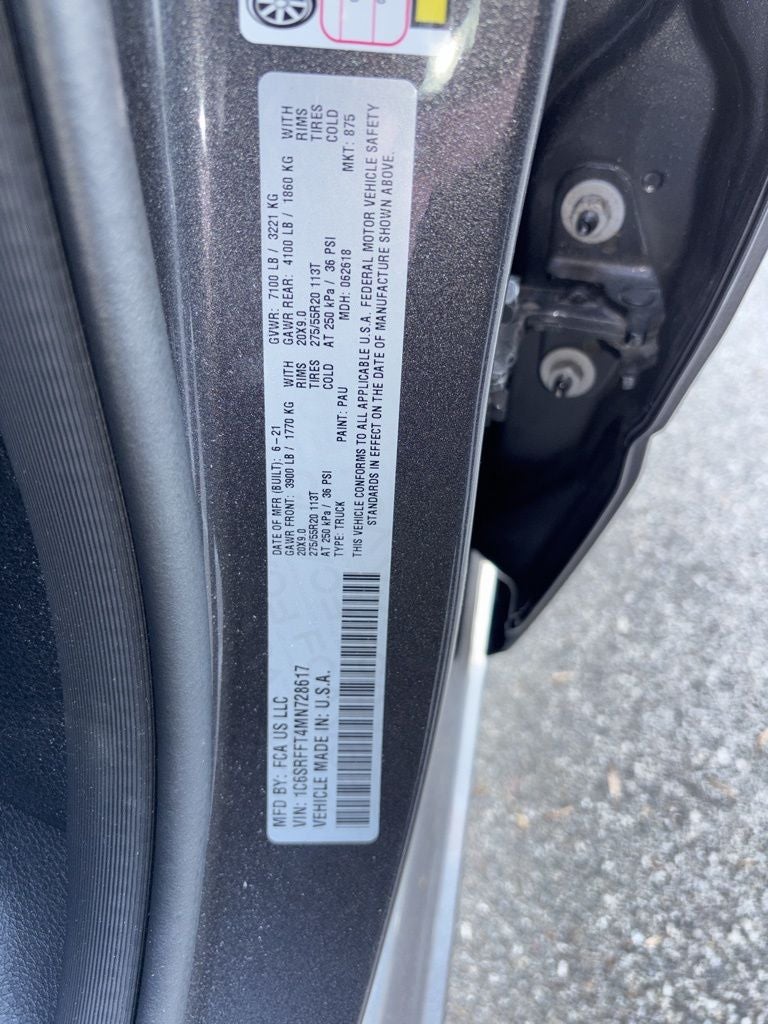 MFD BY: FCA US LLC
VIN: 1C6SRFFT4MN728617
VEHICLE MADE IN: U.S.A.
DATE OF MFR (BUILT): 6-21
GVWR: 7100 LB / 3221 KG
GAWR FRONT: 3900 LB / 1770 KG WITH
20X9.0 RIMS
275/55R20 113T TIRES
AT 250 kPa / 36 PSI COLD
GAWR REAR: 4100 LB / 1860 KG WITH
20X9.0 RIMS
275/55R20 113T TIRES
AT 250 kPa / 36 PSI COLD
TYPE: TRUCK PAINT: PAU MDH: 062618 MKT: 875
THIS VEHICLE CONFORMS TO ALL APPLICABLE U.S.A. FEDERAL MOTOR VEHICLE SAFETY
STANDARDS IN EFFECT ON THE DATE OF MANUFACTURE SHOWN ABOVE.